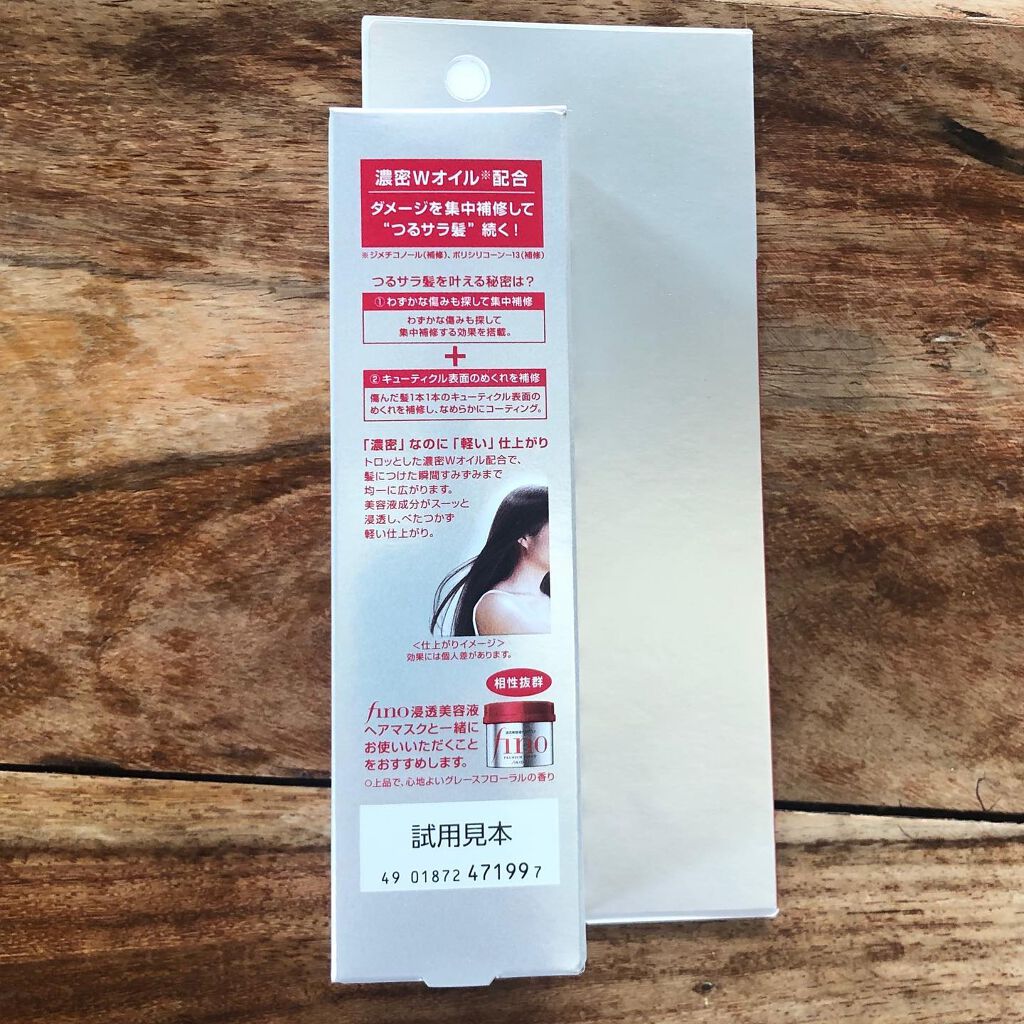 濃密Wオイル※配合
ダメージを集中補修して
“つるサラ髪” 続く！
※ジメチコノール(補修)、ポリシリコーン-13(補修)
つるサラ髪を叶える秘密は？
①わずかな傷みも探して集中補修
わずかな傷みも探して
集中補修する効果を搭載。
+
②キューティクル表面のめくれを補修
傷んだ髪1本1本のキューティクル表面の
めくれを補修し、なめらかにコーティング。
「濃密」なのに「軽い」仕上がり
トロッとした濃密Wオイル配合で、
髪につけた瞬間すみずみまで
均一に広がります。
美容液成分がスーッと
浸透し、べたつかず
軽い仕上がり。
＜仕上がりイメージ＞
効果には個人差があります。
相性抜群
fino浸透美容液
ヘアマスクと一緒に
お使いいただくこと
をおすすめします。
fino
○上品で、心地よいグレースフローラルの香り
試用見本
49 01872 47199 7